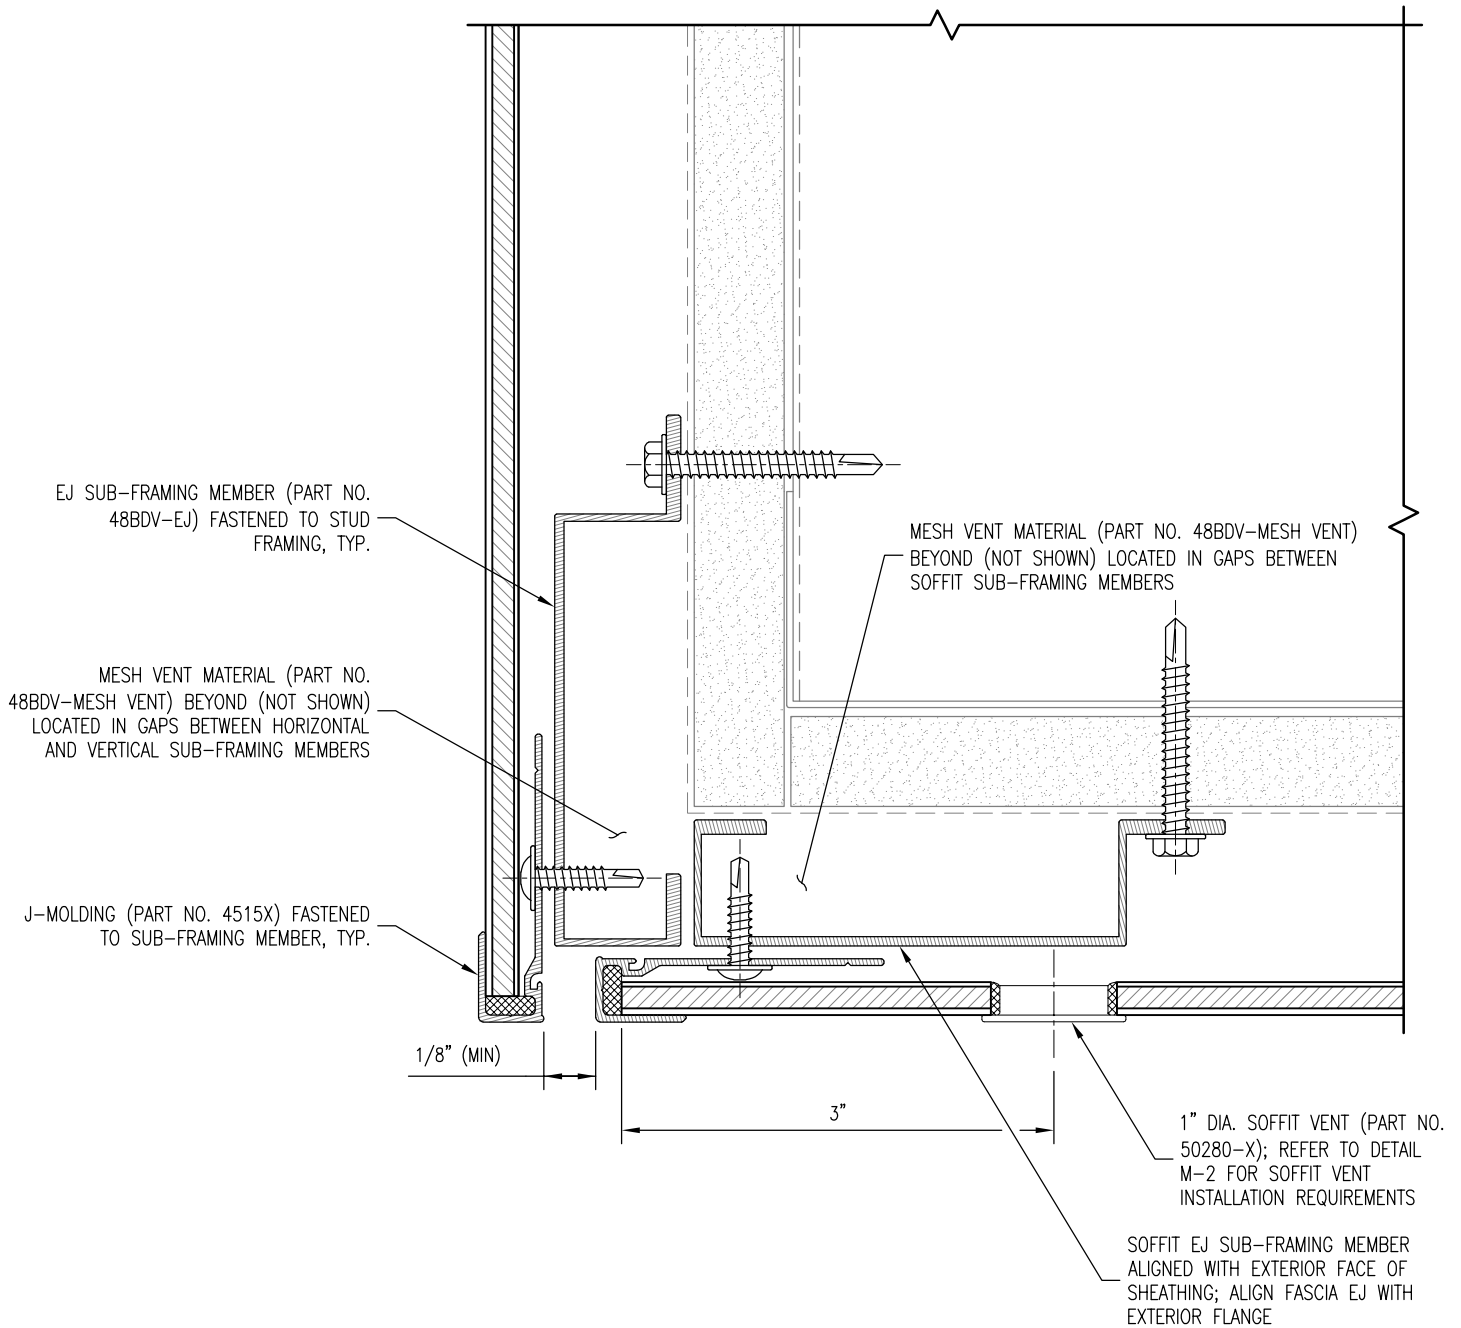 EJ SUB-FRAMING MEMBER (PART NO.
48BDV-EJ) FASTENED TO STUD
FRAMING, TYP.
MESH VENT MATERIAL (PART NO. 48BDV-MESH VENT)
BEYOND (NOT SHOWN) LOCATED IN GAPS BETWEEN
SOFFIT SUB-FRAMING MEMBERS
MESH VENT MATERIAL (PART NO.
48BDV-MESH VENT) BEYOND (NOT SHOWN)
LOCATED IN GAPS BETWEEN HORIZONTAL
AND VERTICAL SUB-FRAMING MEMBERS
J-MOLDING (PART NO. 4515X) FASTENED
TO SUB-FRAMING MEMBER, TYP.
1/8" (MIN)
3"
1" DIA. SOFFIT VENT (PART NO.
50280-X); REFER TO DETAIL
M-2 FOR SOFFIT VENT
INSTALLATION REQUIREMENTS
SOFFIT EJ SUB-FRAMING MEMBER
ALIGNED WITH EXTERIOR FACE OF
SHEATHING; ALIGN FASCIA EJ WITH
EXTERIOR FLANGE